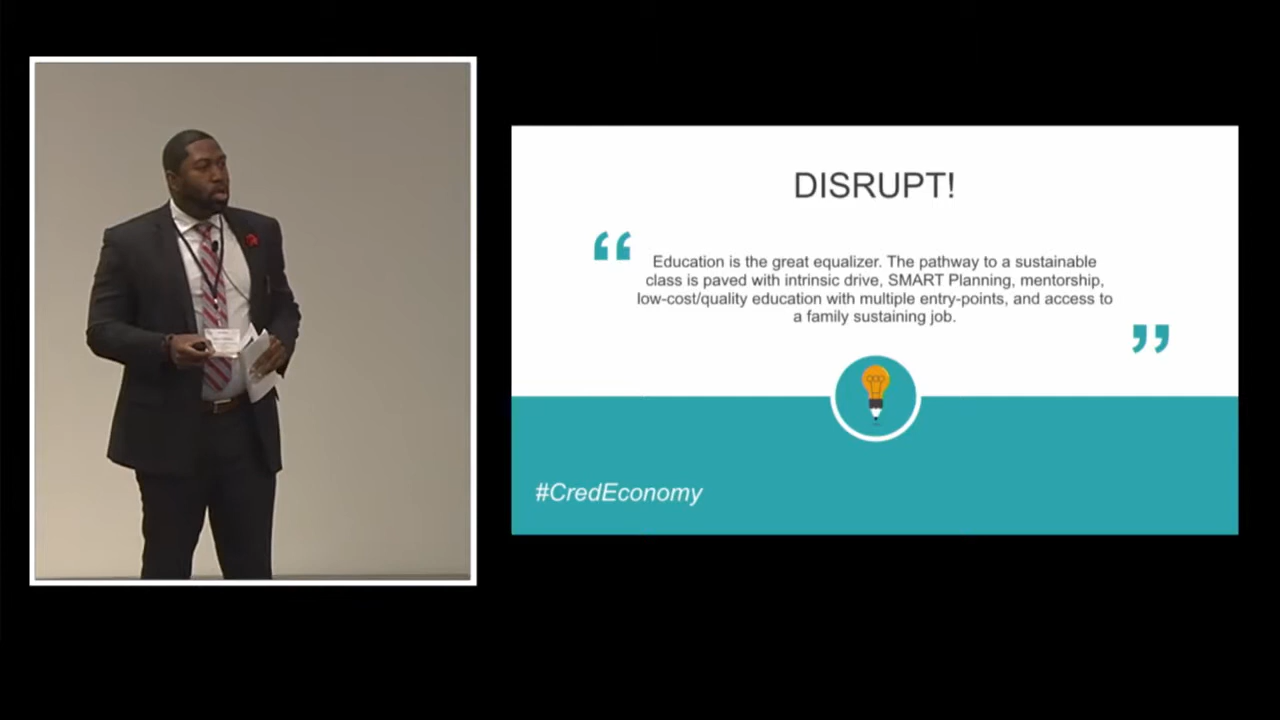 DISRUPT!
“
Education is the great equalizer. The pathway to a sustainable
class is paved with intrinsic drive, SMART Planning, mentorship,
low-cost/quality education with multiple entry-points, and access to
a family sustaining job.
”
#CredEconomy